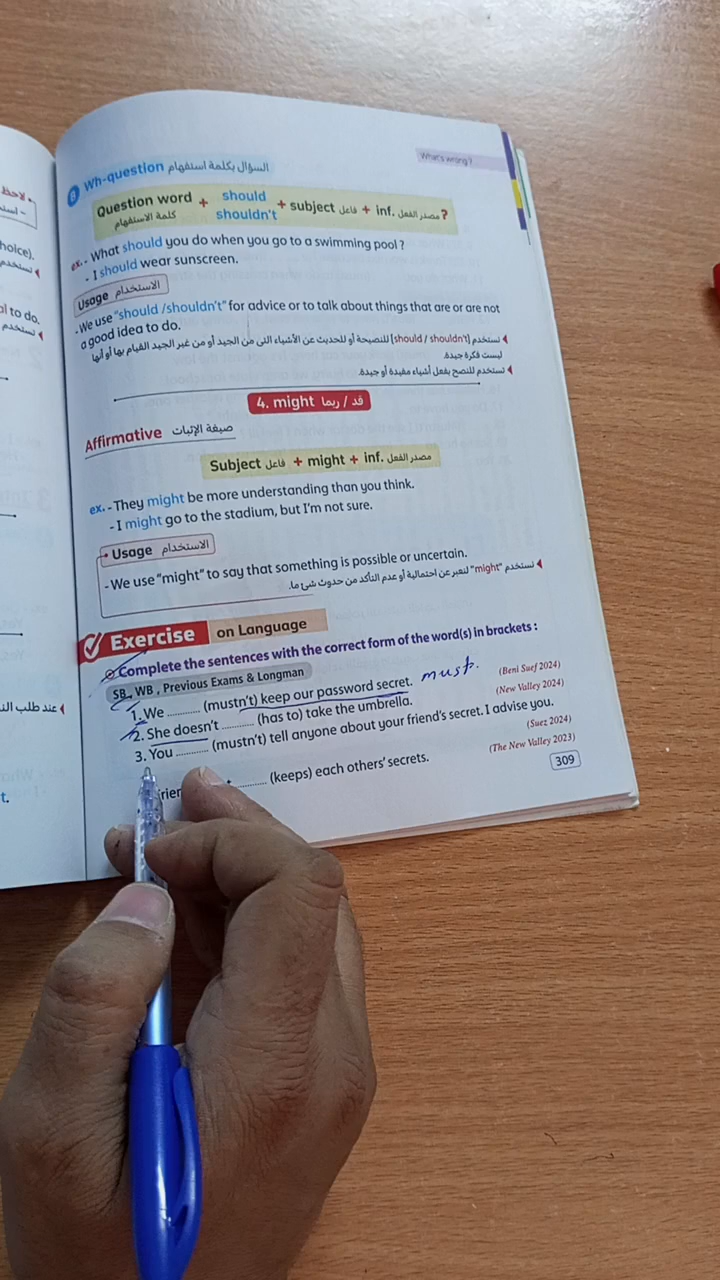 What's wrong?
6 Wh-question السؤال بكلمة استفهام
Question word كلمة الاستفهام + should shouldn't + subject فاعل + inf. مصدر الفعل ?
ex.- What should you do when you go to a swimming pool?
- I should wear sunscreen.
Usage الاستخدام
- We use "should /shouldn't" for advice or to talk about things that are or are not
a good idea to do.
نستخدم (should / shouldn't) للنصيحة أو للحديث عن الأشياء التى من الجيد أو من غير الجيد القيام بها أو أنها
ليست فكرة جيدة.
نستخدم للنصح بفعل أشياء مفيدة أو جيدة.
4. might قد / ربما
Affirmative صيغة الإثبات
Subject فاعل + might + inf. مصدر الفعل
ex. - They might be more understanding than you think.
- I might go to the stadium, but I'm not sure.
Usage الاستخدام
- We use "might" to say that something is possible or uncertain.
نستخدم "might" لنعبر عن احتمالية أو عدم التأكد من حدوث شئ ما.
Exercise on Language
Complete the sentences with the correct form of the word(s) in brackets :
SB, WB, Previous Exams & Longman
1. We .......... (mustn't) keep our password secret. must. (Beni Suef 2024)
2. She doesn't .......... (has to) take the umbrella. (New Valley 2024)
3. You .......... (mustn't) tell anyone about your friend's secret. I advise you. (Suez 2024)
(keeps) each others' secrets. (The New Valley 2023)
309
hoice).
al to do.
t.